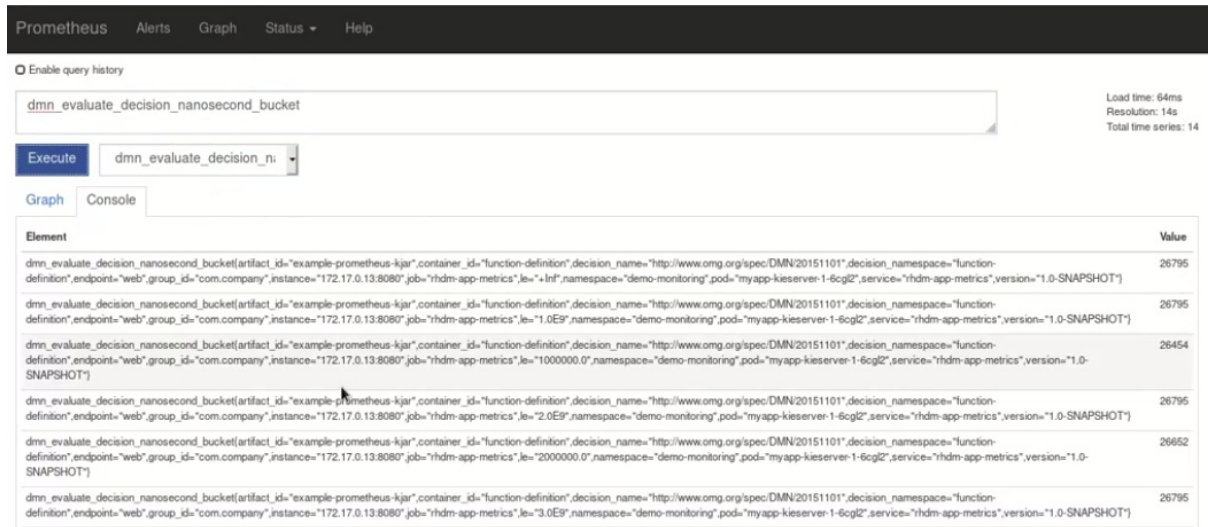 Prometheus Alerts Graph Status Help
Enable query history
dmn_evaluate_decision_nanosecond_bucket
Load time: 64ms
Resolution: 14s
Total time series: 14
Execute dmn_evaluate_decision_n
Graph Console
Element Value
dmn_evaluate_decision_nanosecond_bucket{artifact_id="example-prometheus-kjar",container_id="function-definition",decision_name="http://www.omg.org/spec/DMN/20151101",decision_namespace="function- 26795
definition",endpoint="web",group_id="com.company",instance="172.17.0.13:8080",job="rhdm-app-metrics",le="+Inf",namespace="demo-monitoring",pod="myapp-kieserver-1-6cgl2",service="rhdm-app-metrics",version="1.0-SNAPSHOT"}
dmn_evaluate_decision_nanosecond_bucket{artifact_id="example-prometheus-kjar",container_id="function-definition",decision_name="http://www.omg.org/spec/DMN/20151101",decision_namespace="function- 26795
definition",endpoint="web",group_id="com.company",instance="172.17.0.13:8080",job="rhdm-app-metrics",le="1.0E9",namespace="demo-monitoring",pod="myapp-kieserver-1-6cgl2",service="rhdm-app-metrics",version="1.0-SNAPSHOT"}
dmn_evaluate_decision_nanosecond_bucket{artifact_id="example-prometheus-kjar",container_id="function-definition",decision_name="http://www.omg.org/spec/DMN/20151101",decision_namespace="function- 26454
definition",endpoint="web",group_id="com.company",instance="172.17.0.13:8080",job="rhdm-app-metrics",le="1000000.0",namespace="demo-monitoring",pod="myapp-kieserver-1-6cgl2",service="rhdm-app-metrics",version="1.0-
SNAPSHOT"}
dmn_evaluate_decision_nanosecond_bucket{artifact_id="example-prometheus-kjar",container_id="function-definition",decision_name="http://www.omg.org/spec/DMN/20151101",decision_namespace="function- 26795
definition",endpoint="web",group_id="com.company",instance="172.17.0.13:8080",job="rhdm-app-metrics",le="2.0E9",namespace="demo-monitoring",pod="myapp-kieserver-1-6cgl2",service="rhdm-app-metrics",version="1.0-SNAPSHOT"}
dmn_evaluate_decision_nanosecond_bucket{artifact_id="example-prometheus-kjar",container_id="function-definition",decision_name="http://www.omg.org/spec/DMN/20151101",decision_namespace="function- 26652
definition",endpoint="web",group_id="com.company",instance="172.17.0.13:8080",job="rhdm-app-metrics",le="2000000.0",namespace="demo-monitoring",pod="myapp-kieserver-1-6cgl2",service="rhdm-app-metrics",version="1.0-
SNAPSHOT"}
dmn_evaluate_decision_nanosecond_bucket{artifact_id="example-prometheus-kjar",container_id="function-definition",decision_name="http://www.omg.org/spec/DMN/20151101",decision_namespace="function- 26795
definition",endpoint="web",group_id="com.company",instance="172.17.0.13:8080",job="rhdm-app-metrics",le="3.0E9",namespace="demo-monitoring",pod="myapp-kieserver-1-6cgl2",service="rhdm-app-metrics",version="1.0-SNAPSHOT"}